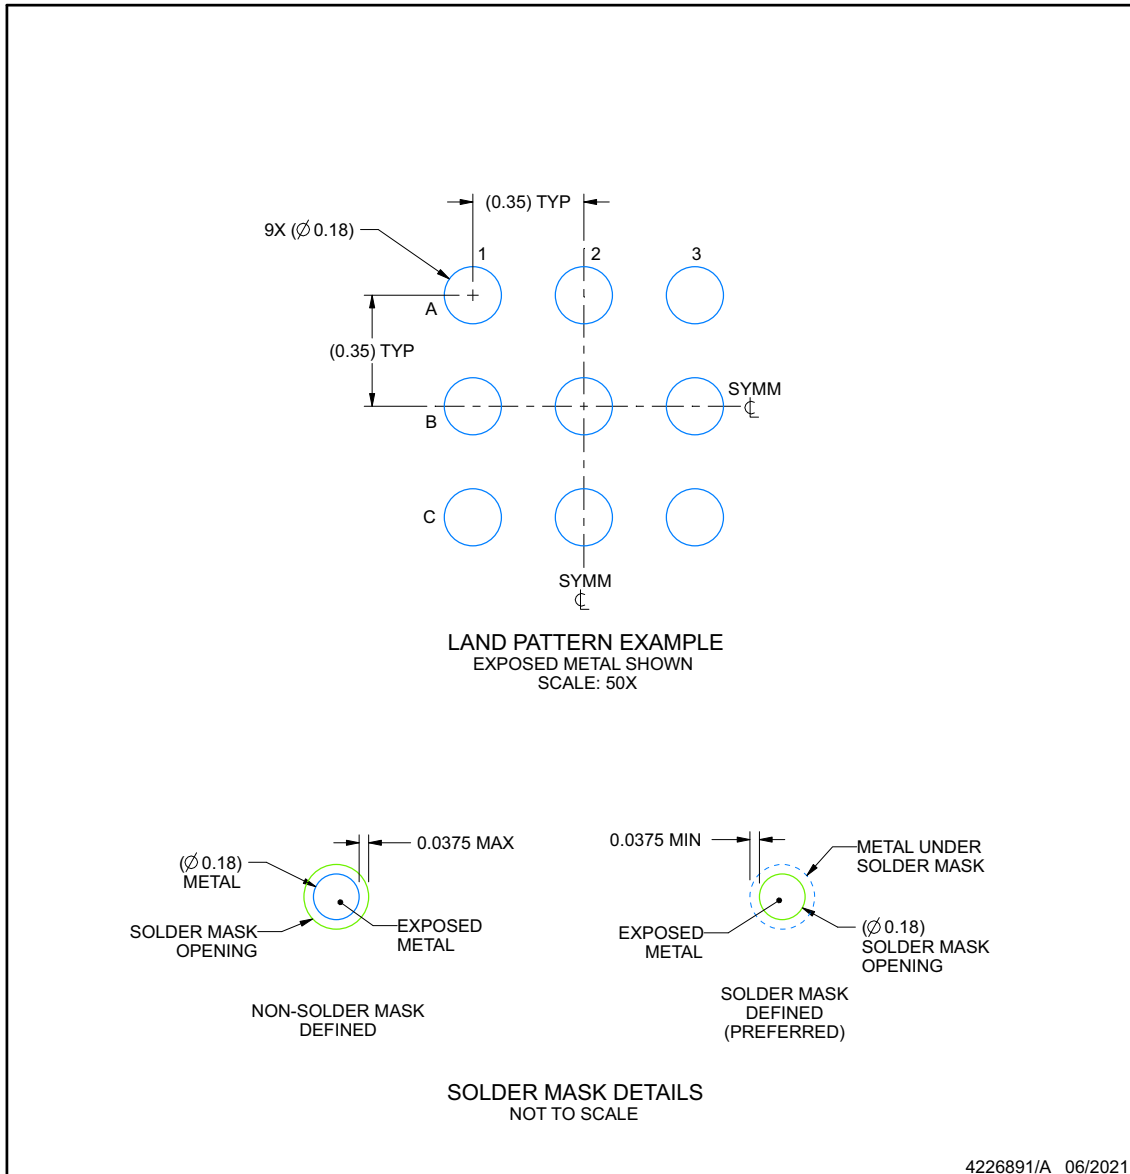 (0.35) TYP
9X (∅ 0.18)
1
2
3
A
(0.35) TYP
SYMM
B
C
SYMM
LAND PATTERN EXAMPLE
EXPOSED METAL SHOWN
SCALE: 50X
0.0375 MAX
(∅ 0.18)
METAL
SOLDER MASK
OPENING
EXPOSED
METAL
NON-SOLDER MASK
DEFINED
0.0375 MIN
METAL UNDER
SOLDER MASK
EXPOSED
METAL
(∅ 0.18)
SOLDER MASK
OPENING
SOLDER MASK
DEFINED
(PREFERRED)
SOLDER MASK DETAILS
NOT TO SCALE
4226891/A 06/2021